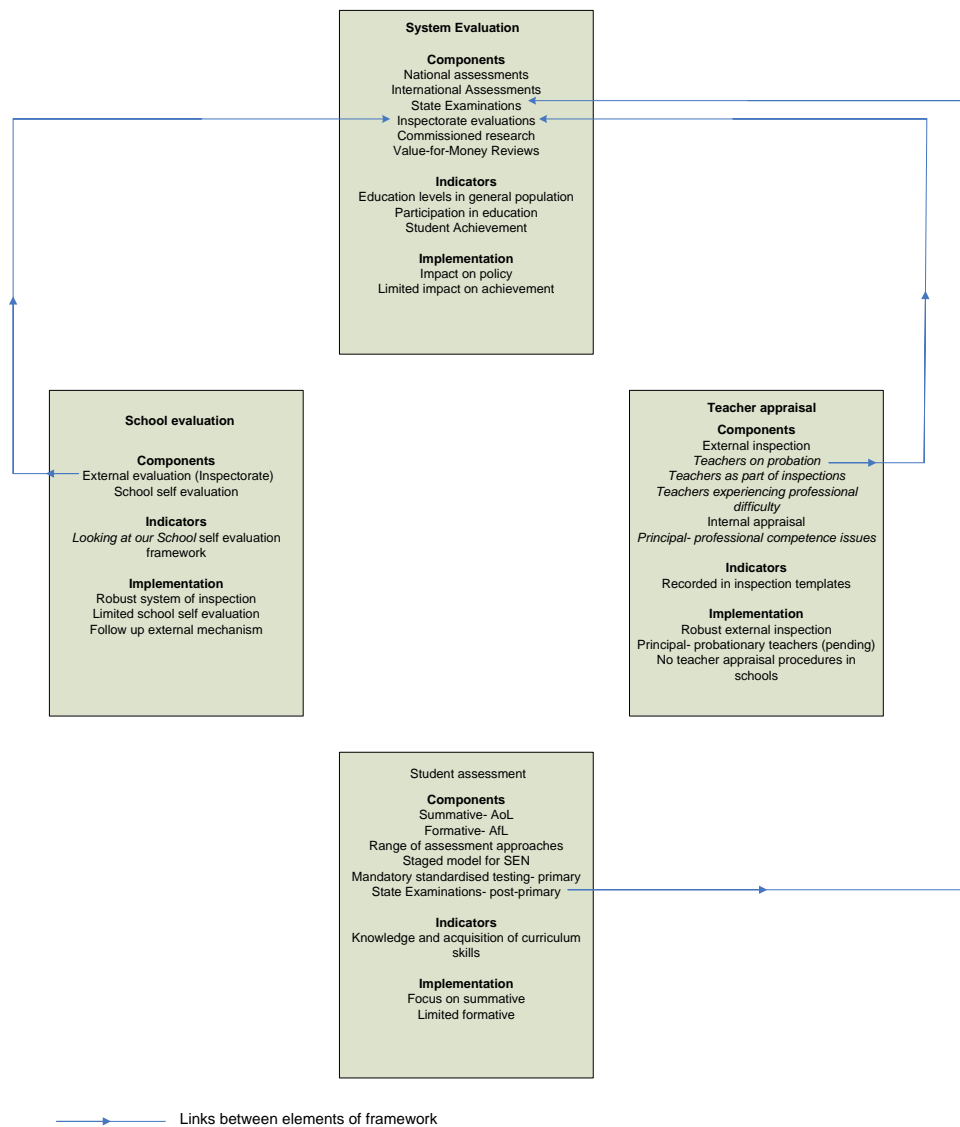 System Evaluation
Components
National assessments
International Assessments
State Examinations
Inspectorate evaluations
Commissioned research
Value-for-Money Reviews
Indicators
Education levels in general population
Participation in education
Student Achievement
Implementation
Impact on policy
Limited impact on achievement
School evaluation
Components
External evaluation (Inspectorate)
School self evaluation
Indicators
Looking at our School self evaluation
framework
Implementation
Robust system of inspection
Limited school self evaluation
Follow up external mechanism
Teacher appraisal
Components
External inspection
Teachers on probation
Teachers as part of inspections
Teachers experiencing professional
difficulty
Internal appraisal
Principal- professional competence issues
Indicators
Recorded in inspection templates
Implementation
Robust external inspection
Principal- probationary teachers (pending)
No teacher appraisal procedures in
schools
Student assessment
Components
Summative- AoL
Formative- AfL
Range of assessment approaches
Staged model for SEN
Mandatory standardised testing- primary
State Examinations- post-primary
Indicators
Knowledge and acquisition of curriculum
skills
Implementation
Focus on summative
Limited formative
Links between elements of framework